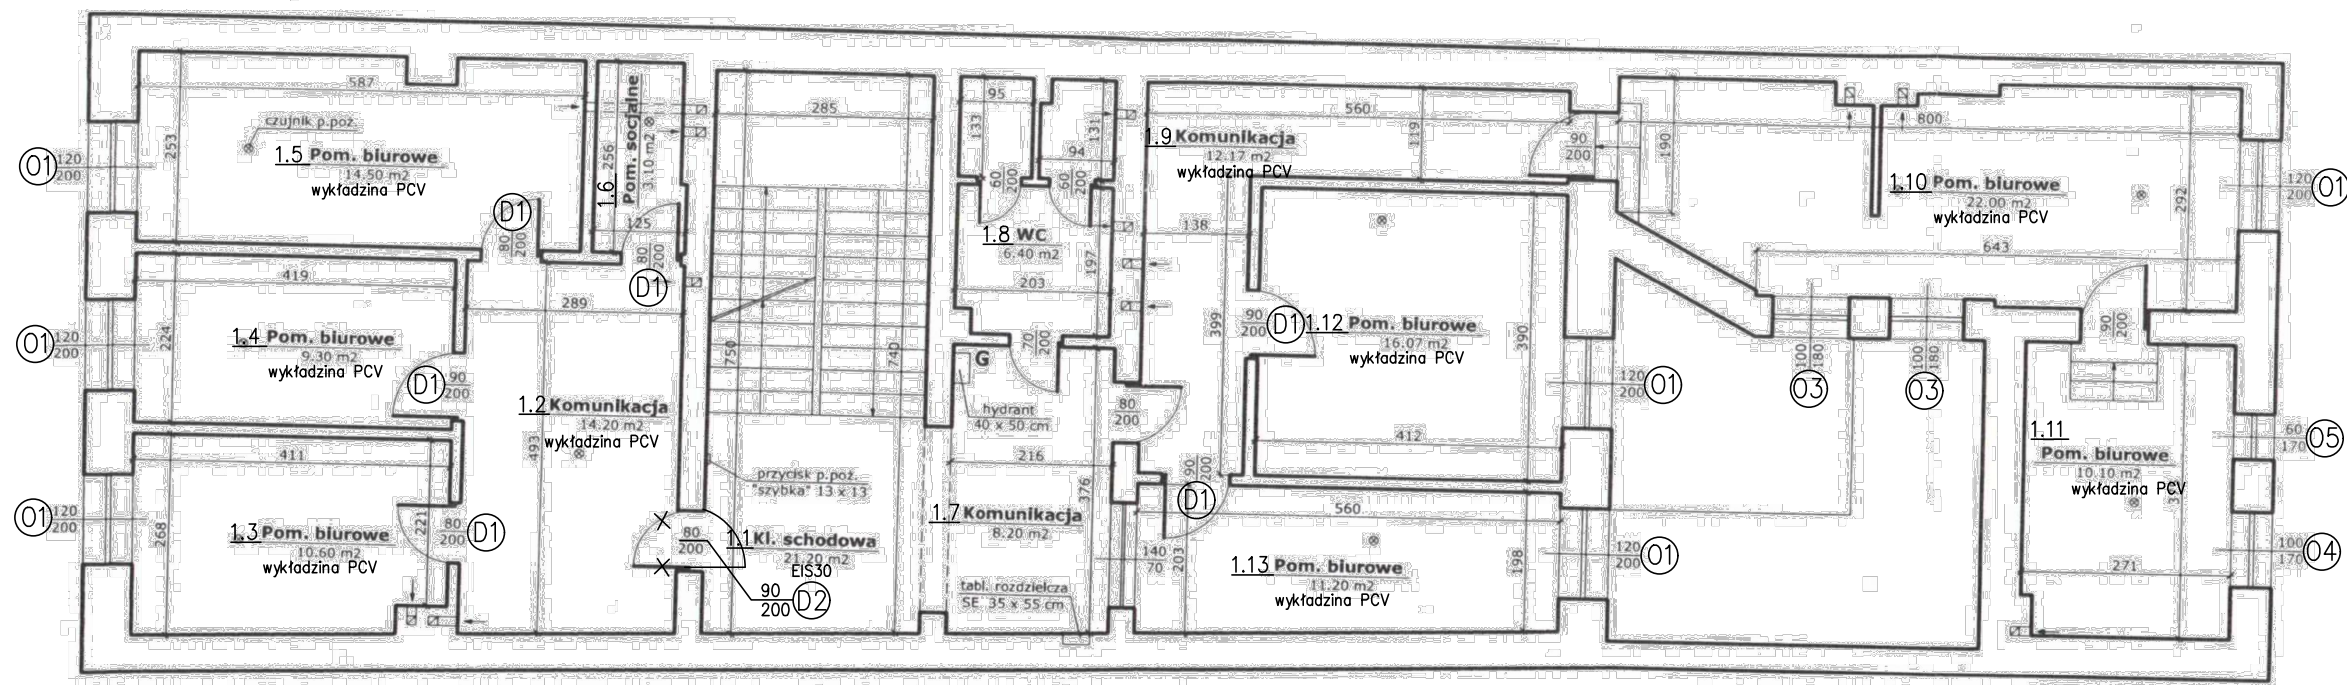 587
czujnik p.poż.
253
1.5 Pom. biurowe
14.50 m2
wykładzina PCV
O1
120
200
D1
80
200
256
1.6
Pom. socjalne
3.10 m2
125
80
200
D1
419
224
1.4 Pom. biurowe
9.30 m2
wykładzina PCV
O1
120
200
D1
90
200
289
1.2 Komunikacja
14.20 m2
wykładzina PCV
493
411
268
1.3 Pom. biurowe
10.60 m2
wykładzina PCV
O1
120
200
221
80
200
D1
285
750
740
przycisk p.poż.
"szybka" 13 x 13
1.1 Kl. schodowa
21.20 m2
EIS30
80
200
90
200
D2
95
133
131
94
60
200
60
200
1.8 WC
6.40 m2
197
203
70
200
G
hydrant
40 x 50 cm
216
376
1.7 Komunikacja
8.20 m2
tabl. rozdzielcza
SE 35 x 55 cm
80
200
140
70
560
119
1.9 Komunikacja
12.17 m2
wykładzina PCV
138
399
90
200
90
200
D1
1.12 Pom. biurowe
16.07 m2
wykładzina PCV
390
412
120
200
O1
90
200
D1
560
203
198
1.13 Pom. biurowe
11.20 m2
wykładzina PCV
120
200
O1
190
800
1.10 Pom. biurowe
22.00 m2
wykładzina PCV
292
120
200
O1
643
100
180
O3
100
180
O3
90
200
1.11
Pom. biurowe
10.10 m2
wykładzina PCV
60
170
O5
271
100
170
O4